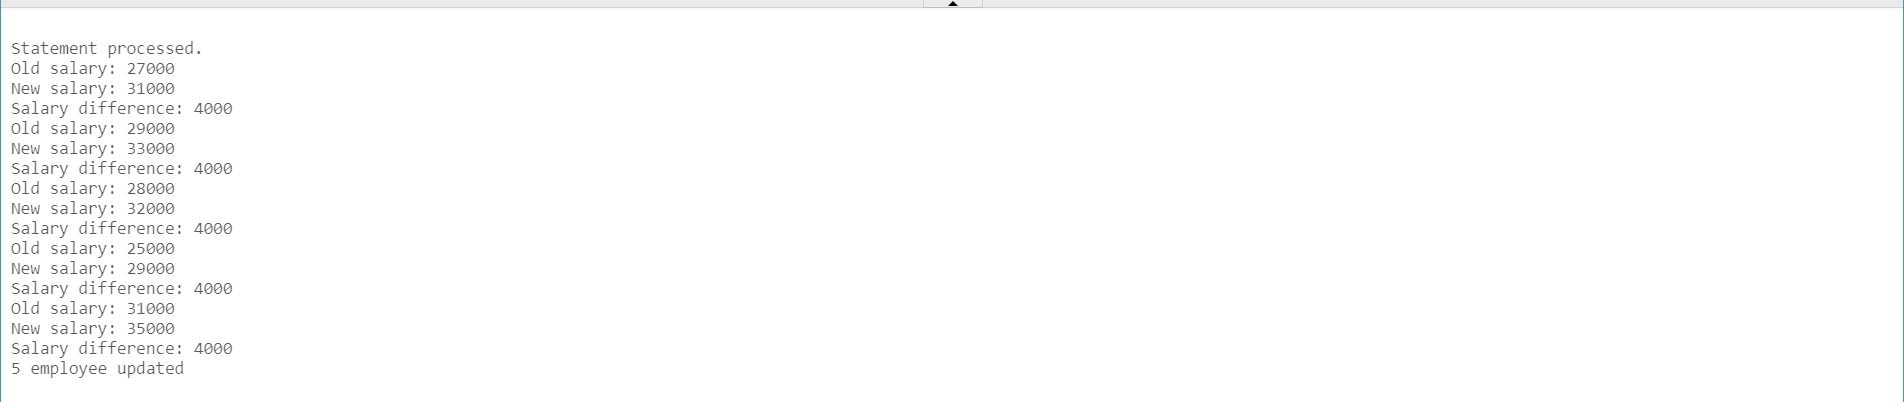 Statement processed.
Old salary: 27000
New salary: 31000
Salary difference: 4000
Old salary: 29000
New salary: 33000
Salary difference: 4000
Old salary: 28000
New salary: 32000
Salary difference: 4000
Old salary: 25000
New salary: 29000
Salary difference: 4000
Old salary: 31000
New salary: 35000
Salary difference: 4000
5 employee updated